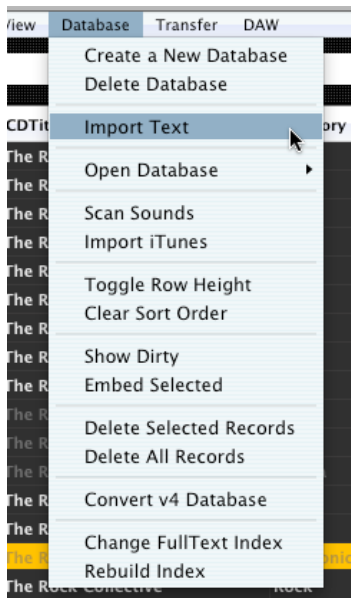 View Database Transfer DAW
Create a New Database
Delete Database
CDTit
Import Text
ory
The R
Open Database
The R
The R
Scan Sounds
The R
Import iTunes
The R
Toggle Row Height
The R
Clear Sort Order
The R
Show Dirty
The R
Embed Selected
The R
The R
Delete Selected Records
The R
Delete All Records
The R
Convert v4 Database
The R
The R
Change FullText Index
The R
onic
Rebuild Index
The Rock Collective
Rock